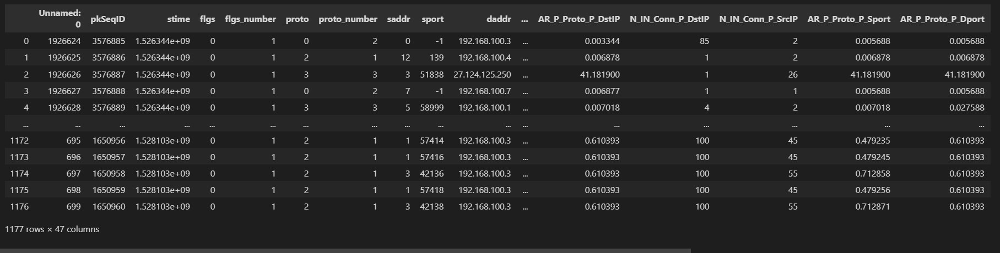 Unnamed: 0 pkSeqID stime flgs flgs_number proto proto_number saddr sport daddr ... AR_P_Proto_P_DstIP N_IN_Conn_P_DstIP N_IN_Conn_P_SrcIP AR_P_Proto_P_Sport AR_P_Proto_P_Dport
0 1926624 3576885 1.526344e+09 0 1 0 2 0 -1 192.168.100.3 ... 0.003344 85 2 0.005688 0.005688
1 1926625 3576886 1.526344e+09 0 1 2 1 12 139 192.168.100.4 ... 0.006878 1 2 0.006878 0.006878
2 1926626 3576887 1.526344e+09 0 1 3 3 3 51838 27.124.125.250 ... 41.181900 1 26 41.181900 41.181900
3 1926627 3576888 1.526344e+09 0 1 0 2 7 -1 192.168.100.7 ... 0.006877 1 1 0.005688 0.005688
4 1926628 3576889 1.526344e+09 0 1 3 3 5 58999 192.168.100.1 ... 0.007018 4 2 0.007018 0.027588
... ... ... ... ... ... ... ... ... ... ... ... ... ... ... ... ...
1172 695 1650956 1.528103e+09 0 1 2 1 1 57414 192.168.100.3 ... 0.610393 100 45 0.479235 0.610393
1173 696 1650957 1.528103e+09 0 1 2 1 1 57416 192.168.100.3 ... 0.610393 100 45 0.479245 0.610393
1174 697 1650958 1.528103e+09 0 1 2 1 3 42136 192.168.100.3 ... 0.610393 100 55 0.712858 0.610393
1175 698 1650959 1.528103e+09 0 1 2 1 1 57418 192.168.100.3 ... 0.610393 100 45 0.479256 0.610393
1176 699 1650960 1.528103e+09 0 1 2 1 3 42138 192.168.100.3 ... 0.610393 100 55 0.712871 0.610393
1177 rows × 47 columns